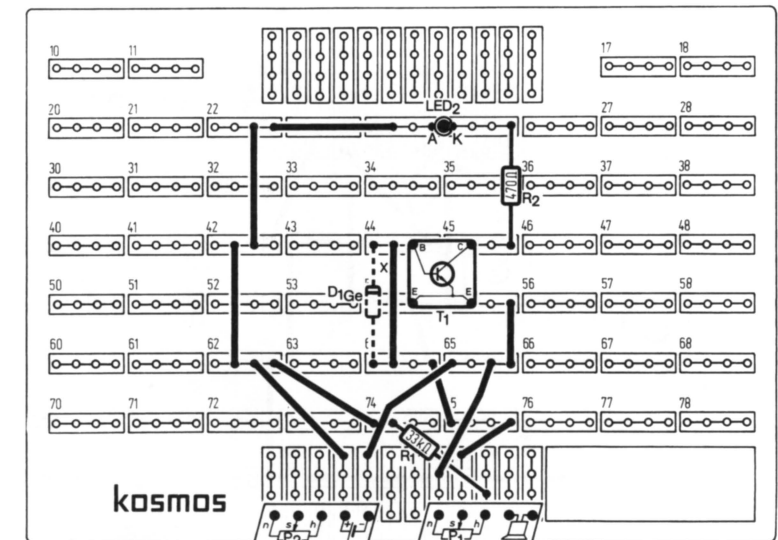 10 11 17 18
LED2
20 21 22 27 28
A K
30 31 32 33 34 35 36 37 38
470Ω
R2
40 41 42 43 44 45 46 47 48
X
B C
E E
D1Ge
T1
50 51 52 53 56 57 58
60 61 62 63 6 65 66 67 68
70 71 72 74 5 76 77 78
33kΩ
R1
kosmos
n s h + − n s h
P2 P1